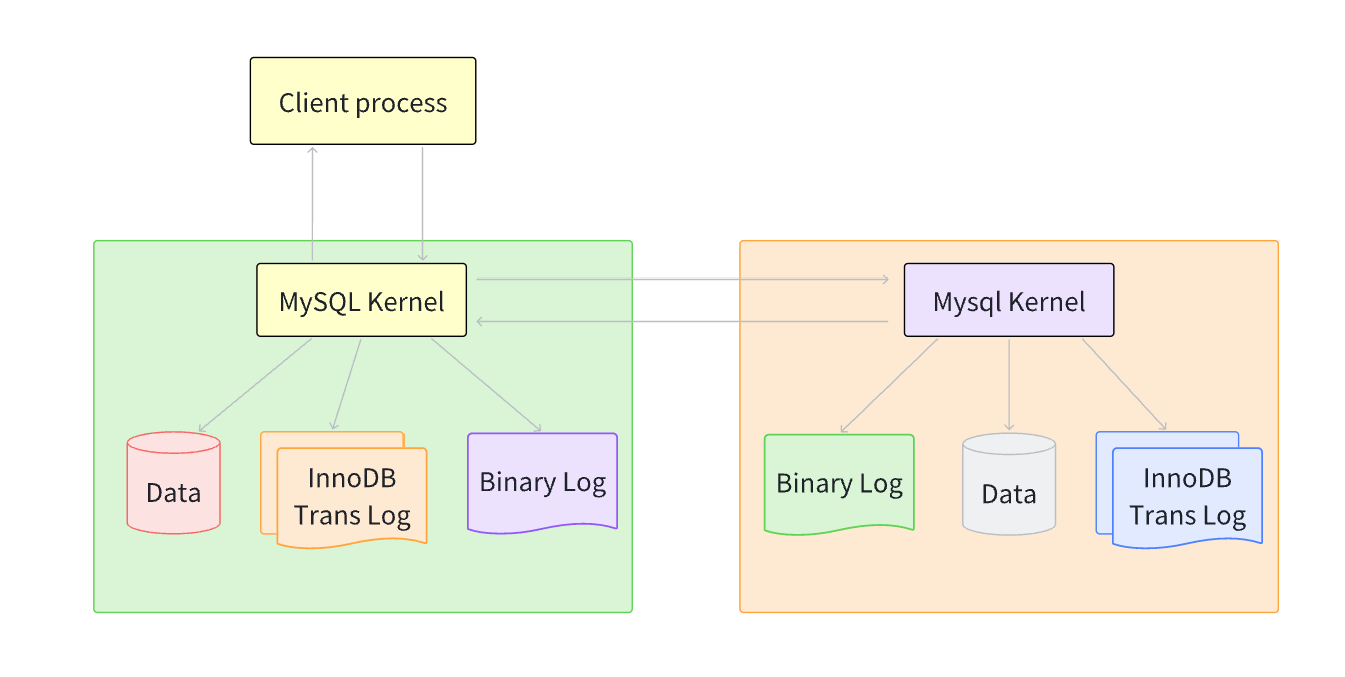 Client process
MySQL Kernel
Mysql Kernel
Data
InnoDB
Trans Log
Binary Log
Binary Log
Data
InnoDB
Trans Log